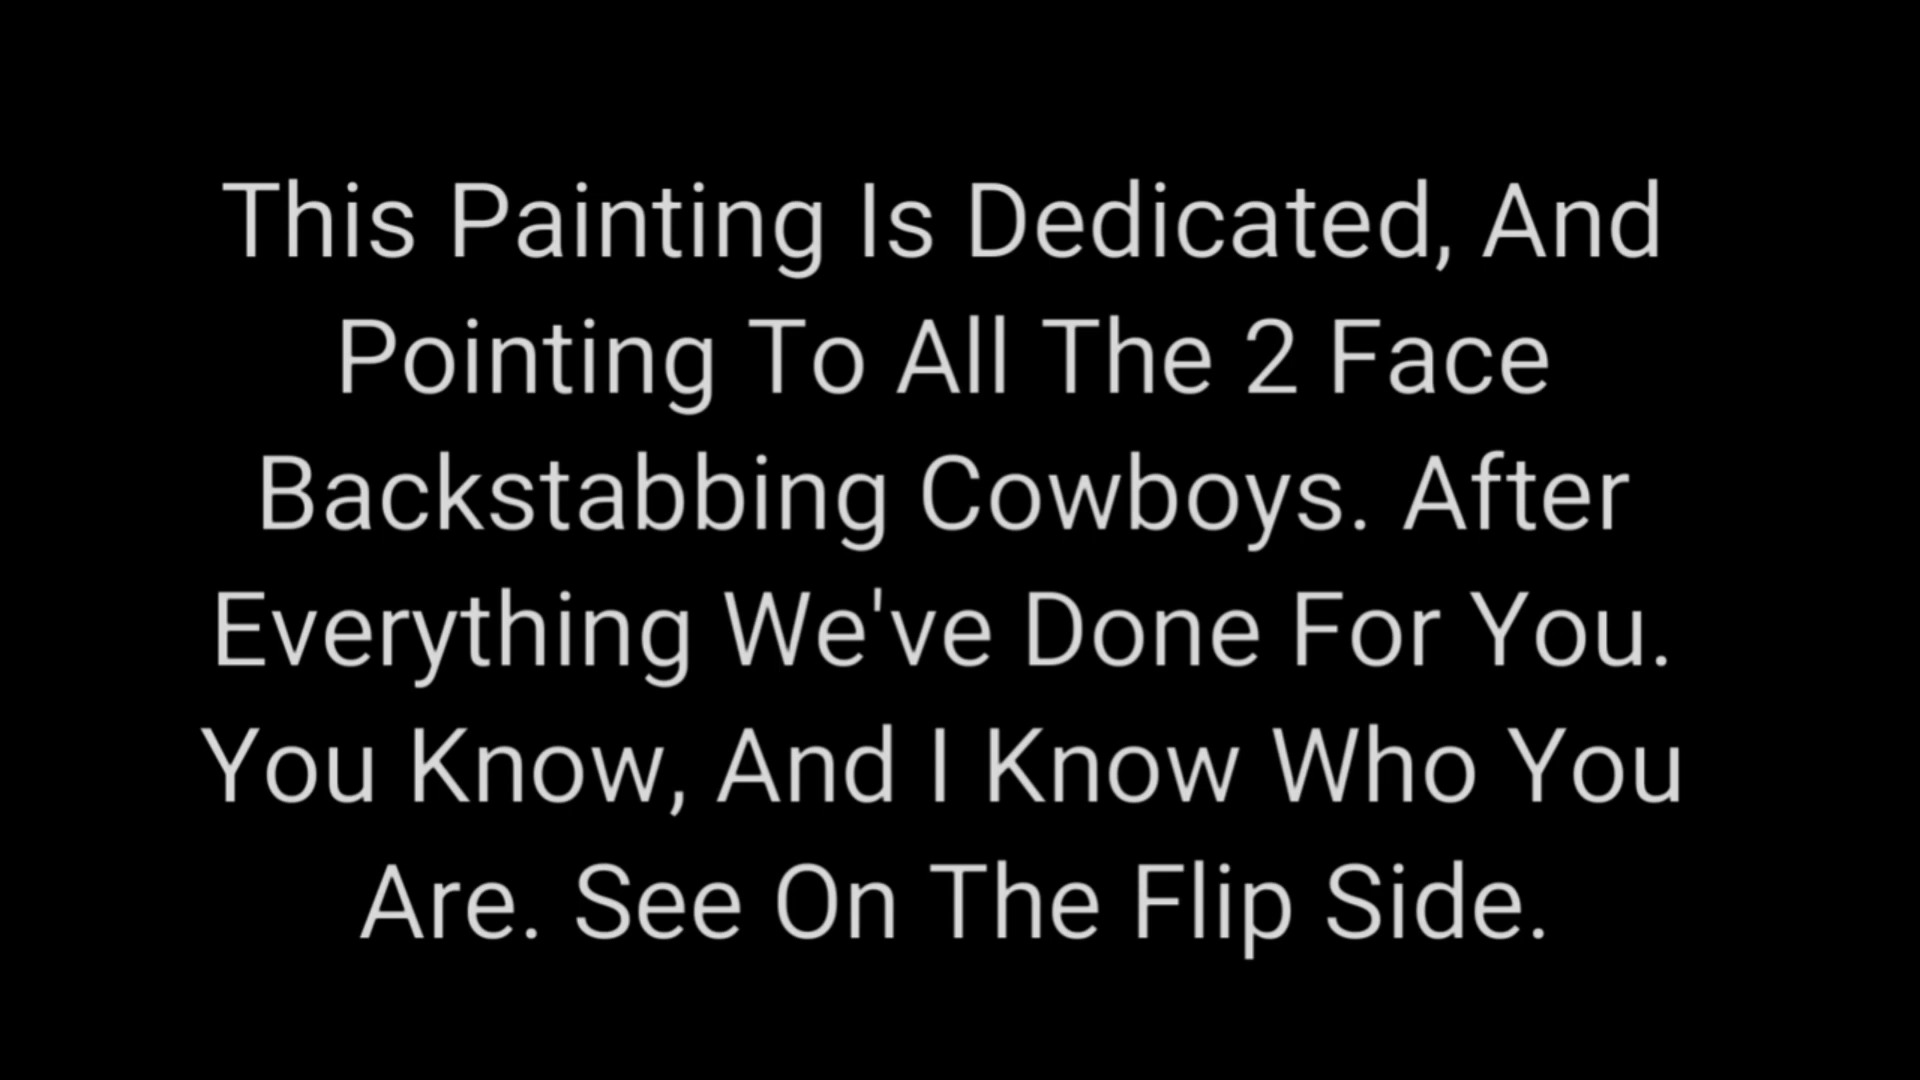 This Painting Is Dedicated, And
Pointing To All The 2 Face
Backstabbing Cowboys. After
Everything We've Done For You.
You Know, And I Know Who You
Are. See On The Flip Side.